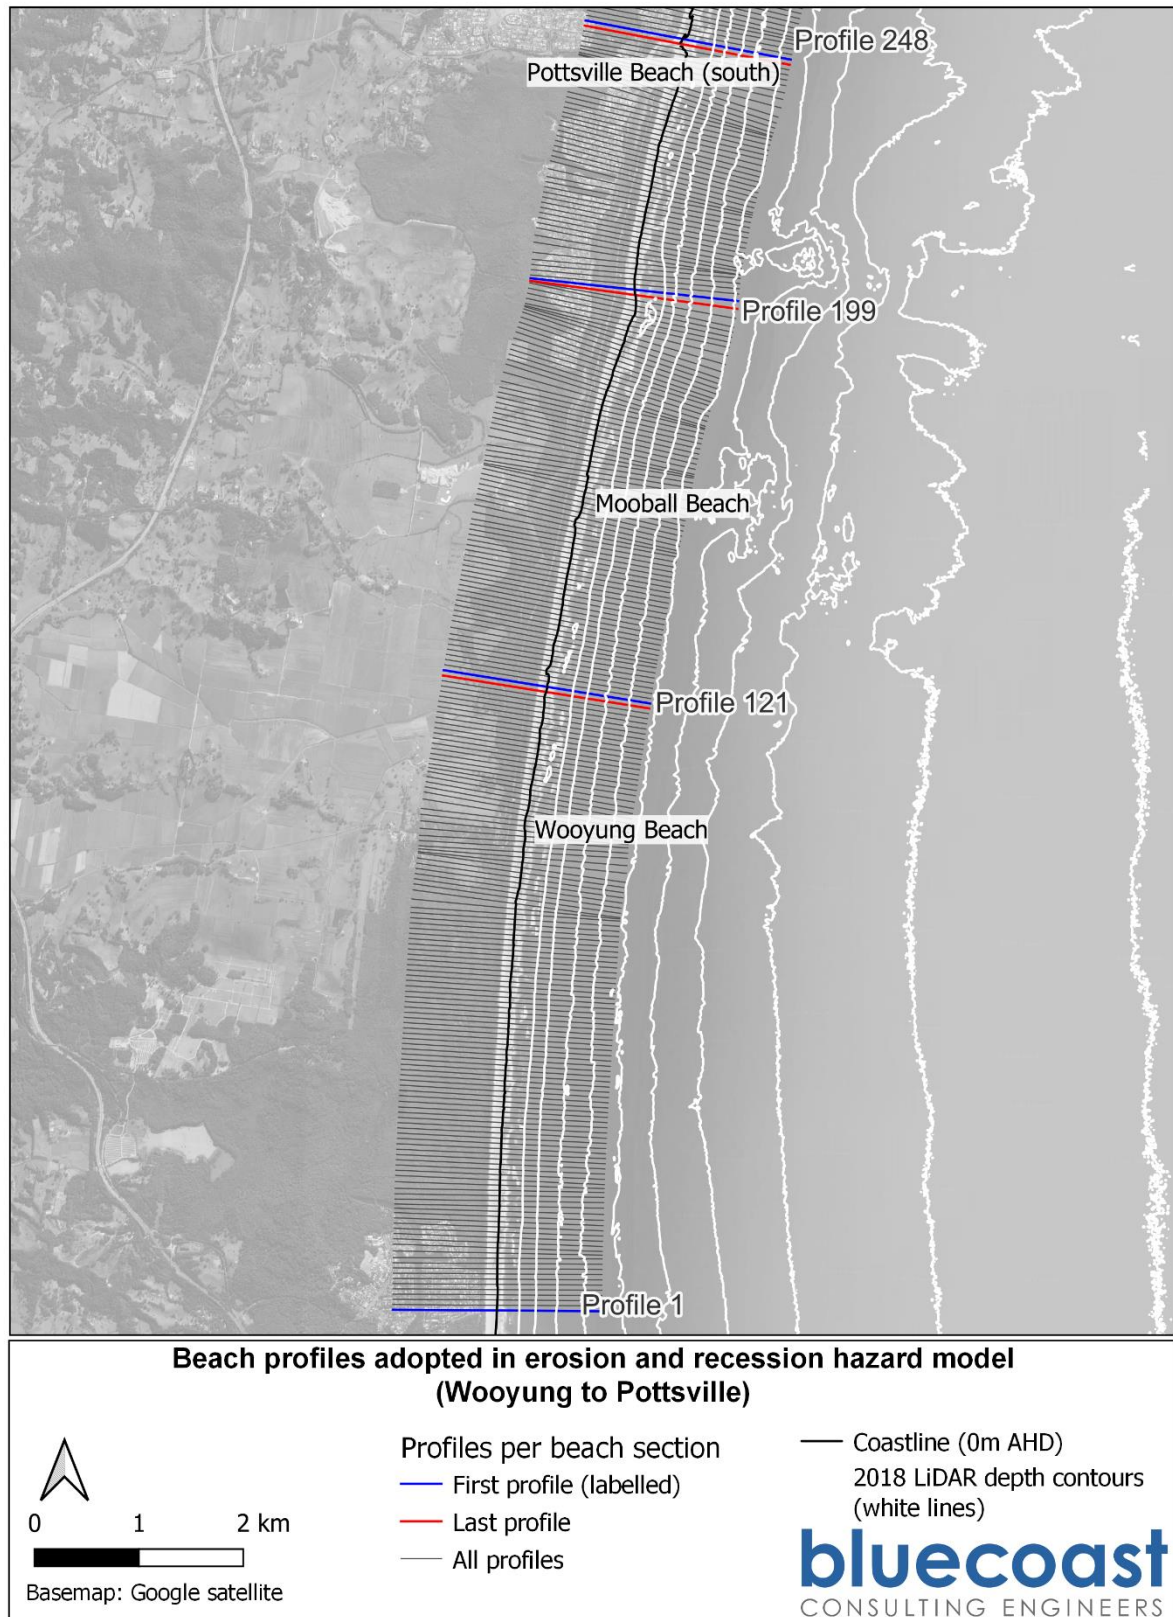 Profile 248
Pottsville Beach (south)
Profile 199
Mooball Beach
Profile 121
Wooyung Beach
Profile 1
Beach profiles adopted in erosion and recession hazard model
(Wooyung to Pottsville)
0 1 2 km
Basemap: Google satellite
Profiles per beach section
First profile (labelled)
Last profile
All profiles
Coastline (0m AHD)
2018 LiDAR depth contours
(white lines)
bluecoast
CONSULTING ENGINEERS